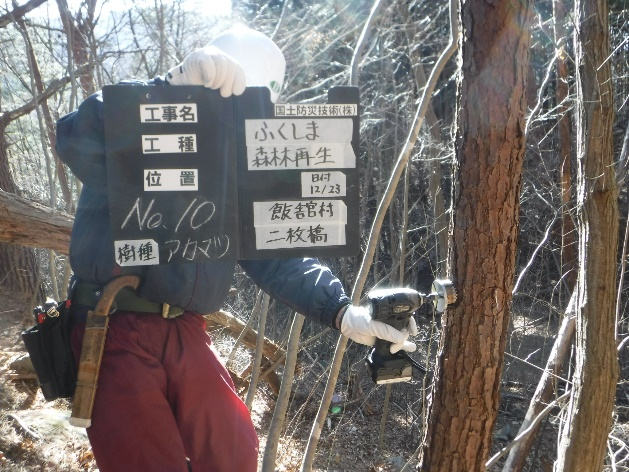 工事名
工種
位置
No.10
樹種 アカマツ
国土防災技術(株)
ふくしま
森林再生
日付
12/23
飯舘村
二枚橋